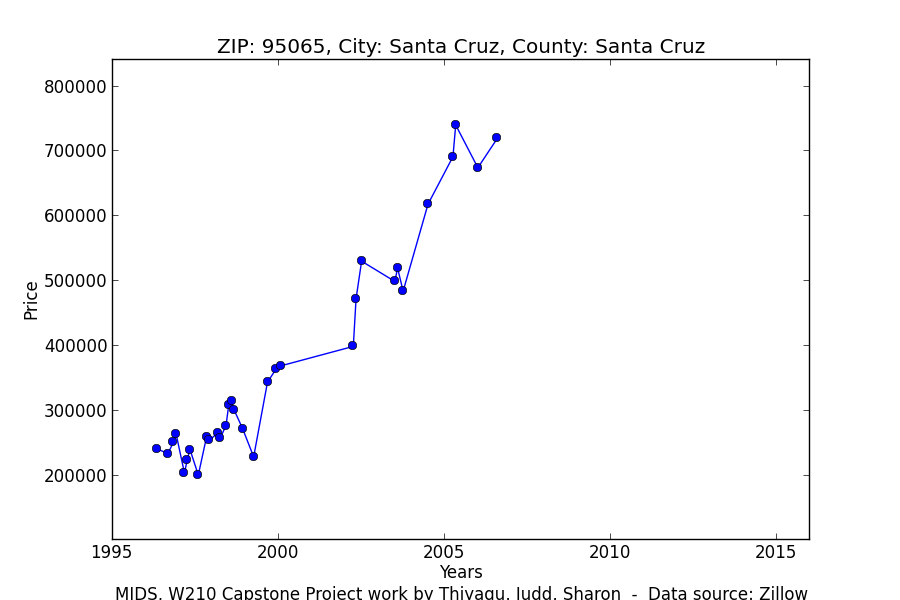 ZIP: 95065, City: Santa Cruz, County: Santa Cruz
800000
700000
600000
500000
400000
300000
200000
Price
1995 2000 2005 2010 2015
Years
MIDS, W210 Capstone Project work by Thiyagu, Judd, Sharon - Data source: Zillow